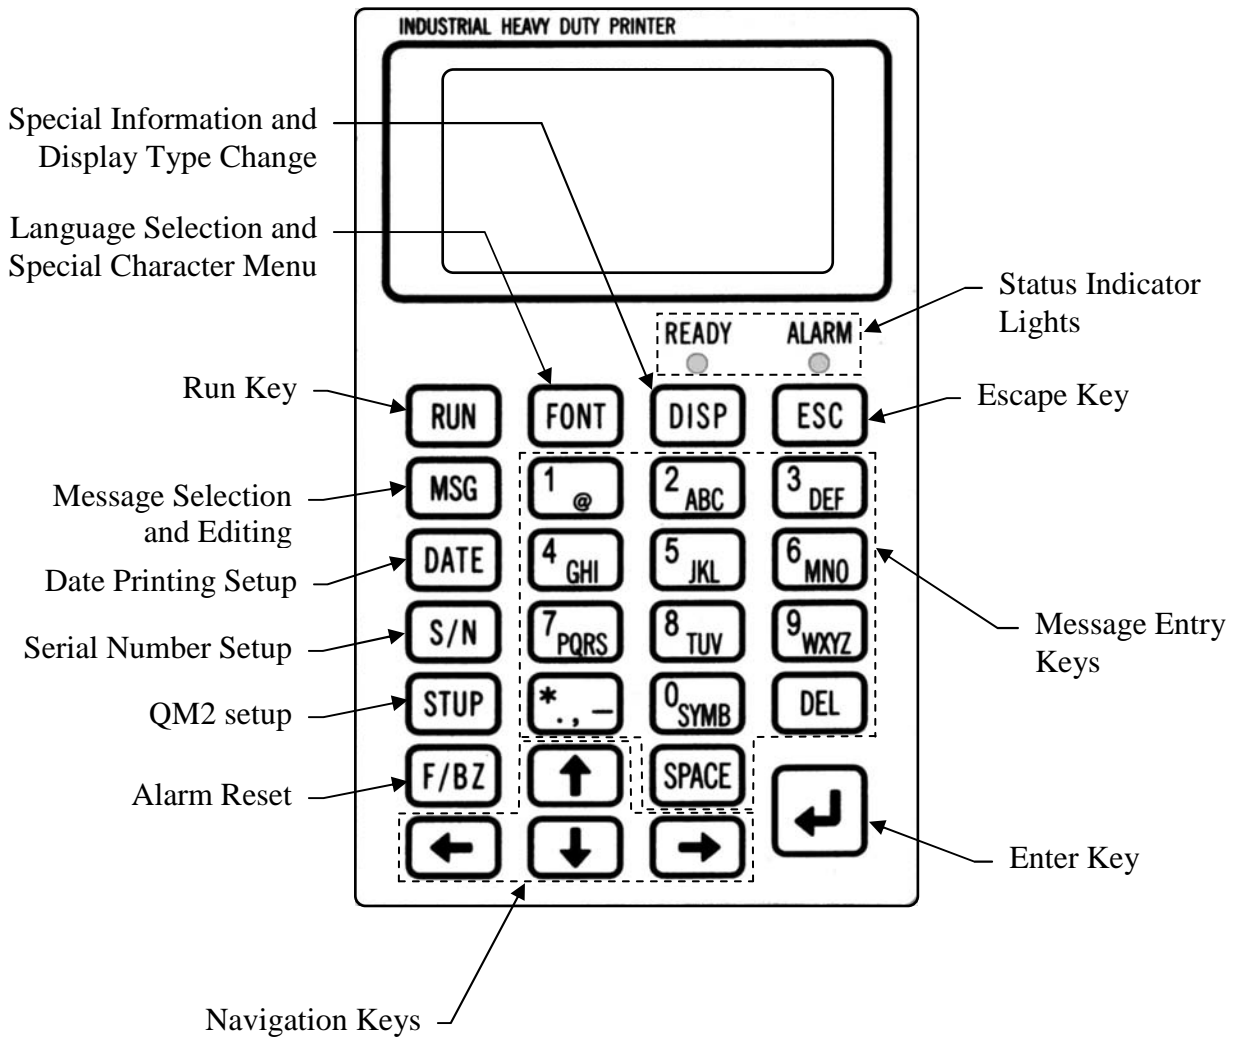 INDUSTRIAL HEAVY DUTY PRINTER
Special Information and
Display Type Change
Language Selection and
Special Character Menu
Status Indicator
Lights
READY ALARM
Run Key
Escape Key
RUN FONT DISP ESC
Message Selection
and Editing
MSG 1 @ 2 ABC 3 DEF
Date Printing Setup
DATE 4 GHI 5 JKL 6 MNO
Serial Number Setup
S/N 7 PQRS 8 TUV 9 WXYZ
Message Entry
Keys
QM2 setup
STUP * . , – 0 SYMB DEL
Alarm Reset
F/BZ ↑ SPACE ↵
← ↓ →
Enter Key
Navigation Keys